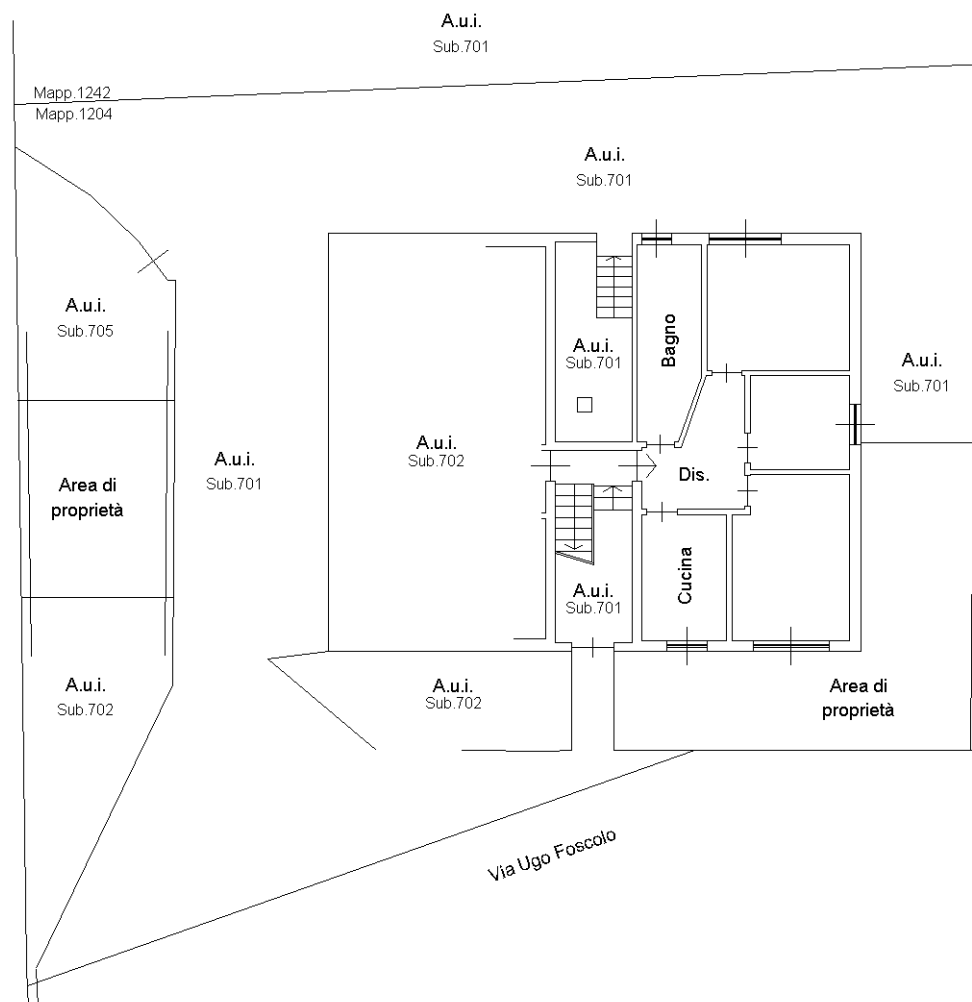 A.u.i.
Sub.701
Mapp.1242
Mapp.1204
A.u.i.
Sub.701
A.u.i.
Sub.705
A.u.i.
Sub.701
Bagno
A.u.i.
Sub.701
A.u.i.
Sub.702
A.u.i.
Sub.701
Dis.
Area di
proprietà
A.u.i.
Sub.701
Cucina
A.u.i.
Sub.702
A.u.i.
Sub.702
Area di
proprietà
Via Ugo Foscolo